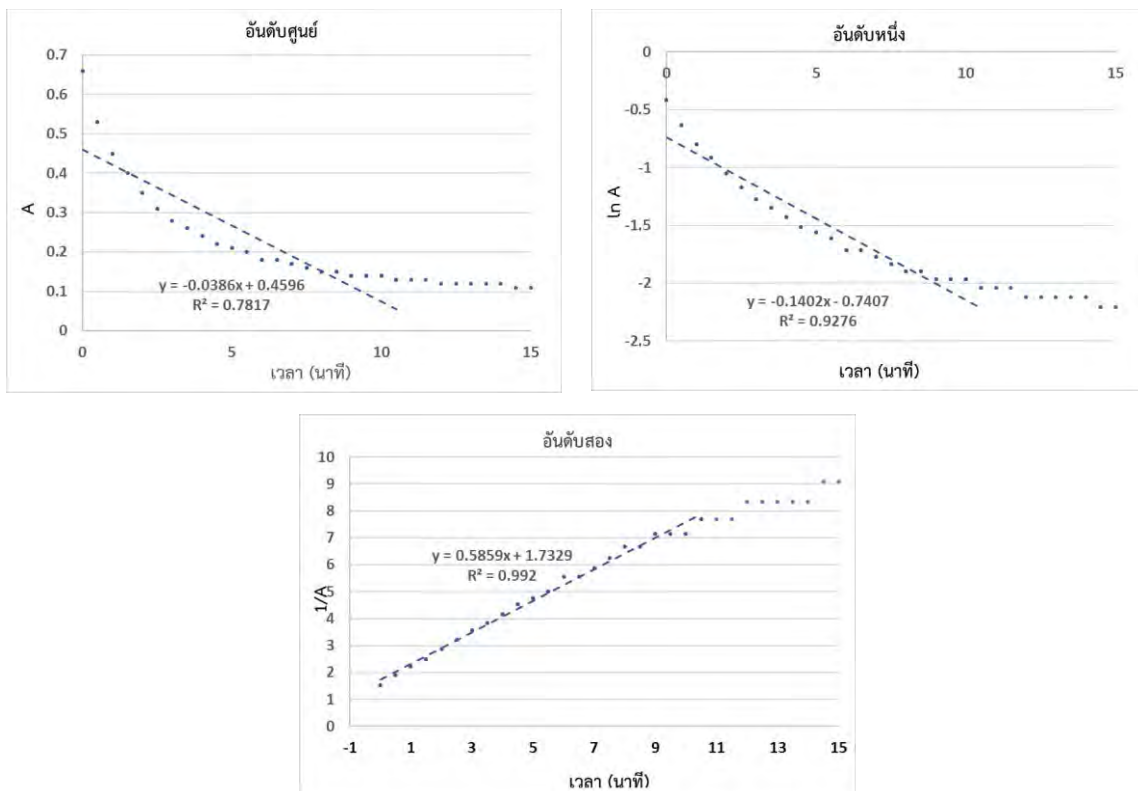 อันดับศูนย์
0.7
0.6
0.5
0.4
0.3
0.2
0.1
0
A
y = -0.0386x + 0.4596
R² = 0.7817
0 5 10 15
เวลา (นาที)
อันดับหนึ่ง
0
0 5 10 15
-0.5
-1
-1.5
-2
-2.5
ln A
y = -0.1402x - 0.7407
R² = 0.9276
เวลา (นาที)
อันดับสอง
10
9
8
7
6
5
4
3
2
1
0
1/A
y = 0.5859x + 1.7329
R² = 0.992
-1 1 3 5 7 9 11 13 15
เวลา (นาที)